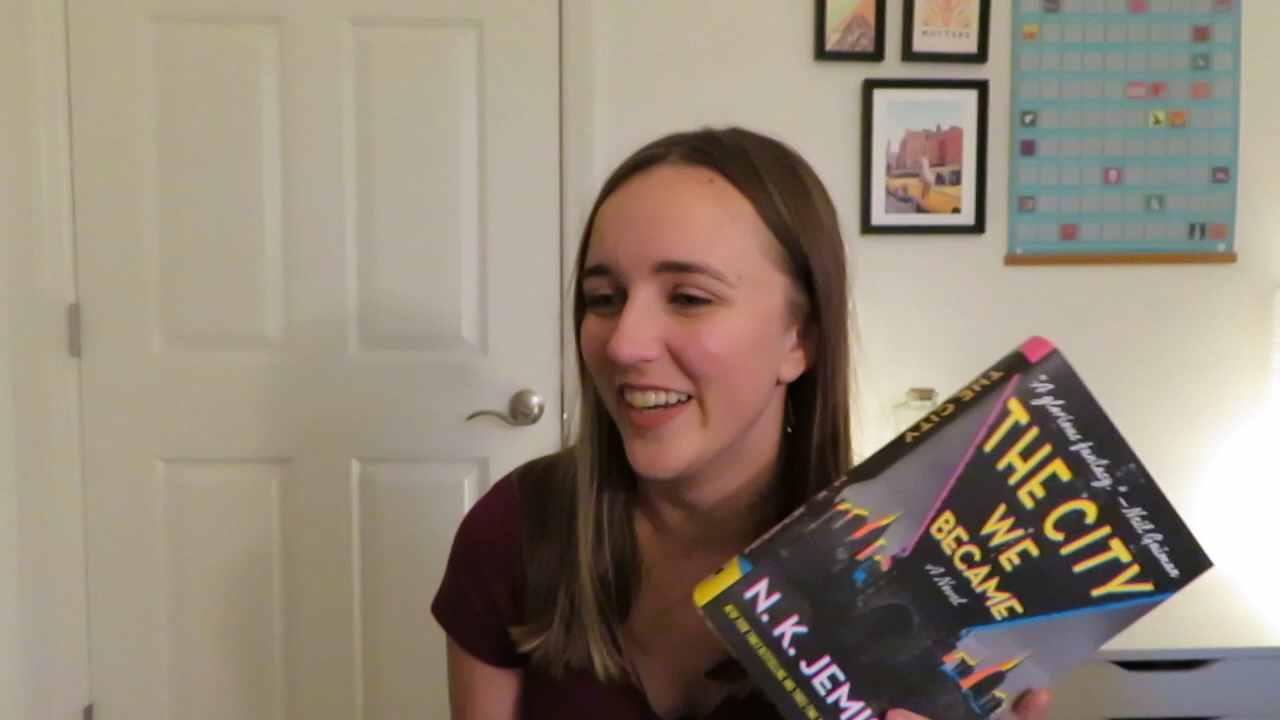 MATTERS
THE CITY
"A glorious fantasy."—Neil Gaiman
THE CITY
WE
BECAME
A Novel
N. K. JEMI